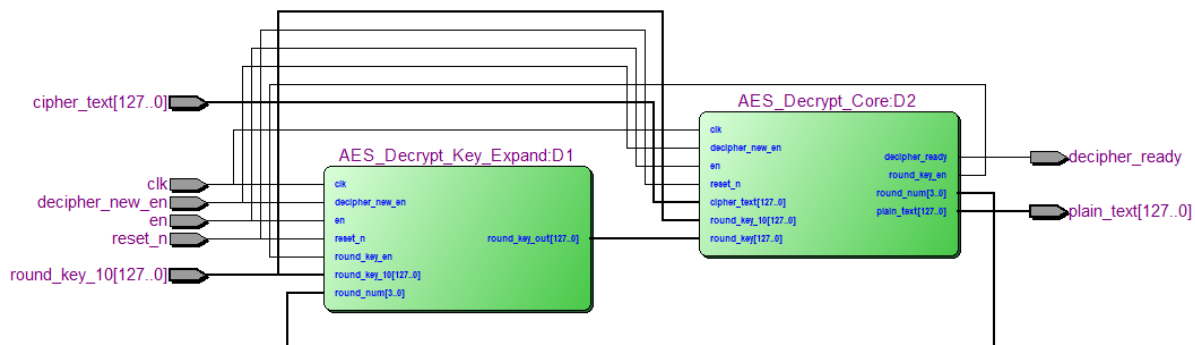 cipher_text[127..0]
clk
decipher_new_en
en
reset_n
round_key_10[127..0]
AES_Decrypt_Key_Expand:D1
clk
decipher_new_en
en
reset_n
round_key_en
round_key_10[127..0]
round_num[3..0]
round_key_out[127..0]
AES_Decrypt_Core:D2
clk
decipher_new_en
en
reset_n
cipher_text[127..0]
round_key_10[127..0]
round_key[127..0]
decipher_ready
round_key_en
round_num[3..0]
plain_text[127..0]
decipher_ready
plain_text[127..0]